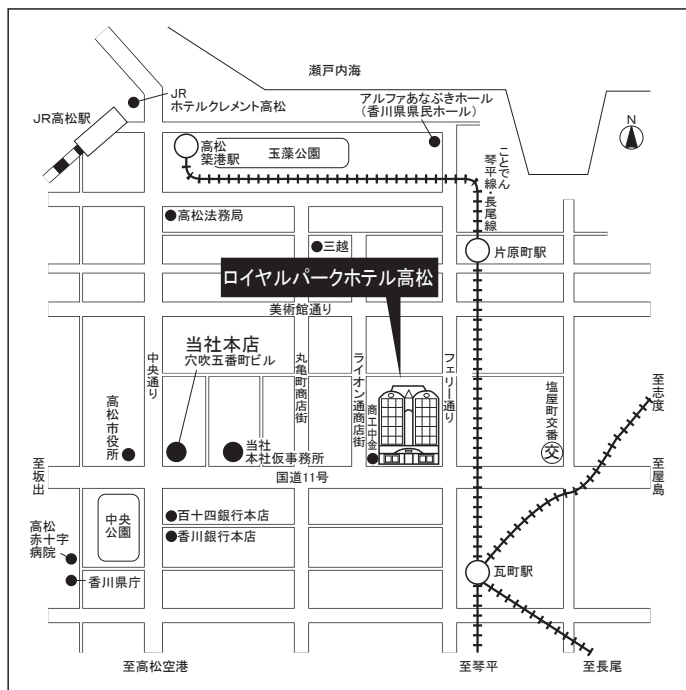 瀬戸内海
JR
ホテルクレメント高松
アルファあなぶきホール
(香川県県民ホール)
JR高松駅
N
高松
築港駅
玉藻公園
ことでん
琴平線・長尾線
高松法務局
三越
片原町駅
ロイヤルパークホテル高松
美術館通り
中央通り
当社本店
穴吹五番町ビル
丸亀町商店街
ライオン通商店街
フェリー通り
商工中金
塩屋町交番
交
至志度
高松市役所
当社
本社仮事務所
国道11号
至坂出
至屋島
中央
公園
百十四銀行本店
香川銀行本店
高松
赤十字
病院
香川県庁
瓦町駅
至高松空港
至琴平
至長尾